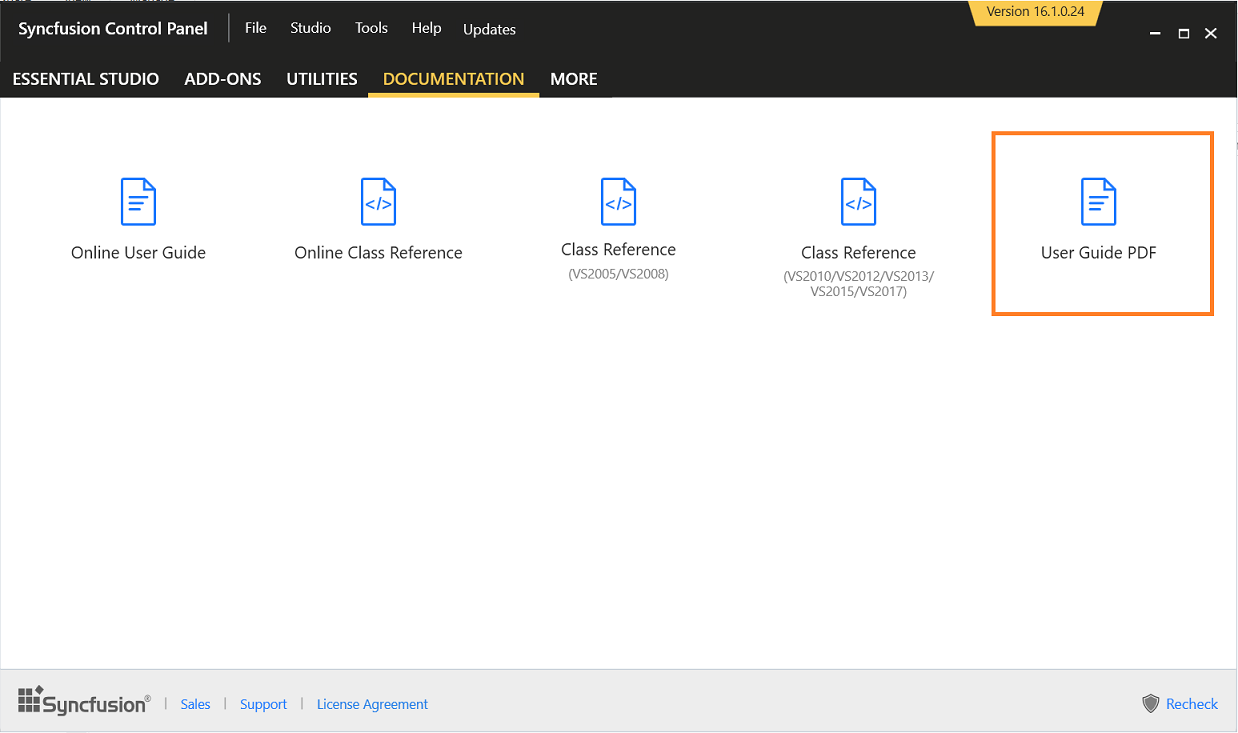 Version 16.1.0.24
Syncfusion Control Panel File Studio Tools Help Updates
ESSENTIAL STUDIO ADD-ONS UTILITIES DOCUMENTATION MORE
Online User Guide
Online Class Reference
Class Reference
(VS2005/VS2008)
Class Reference
(VS2010/VS2012/VS2013/
VS2015/VS2017)
User Guide PDF
Syncfusion® | Sales | Support | License Agreement
Recheck